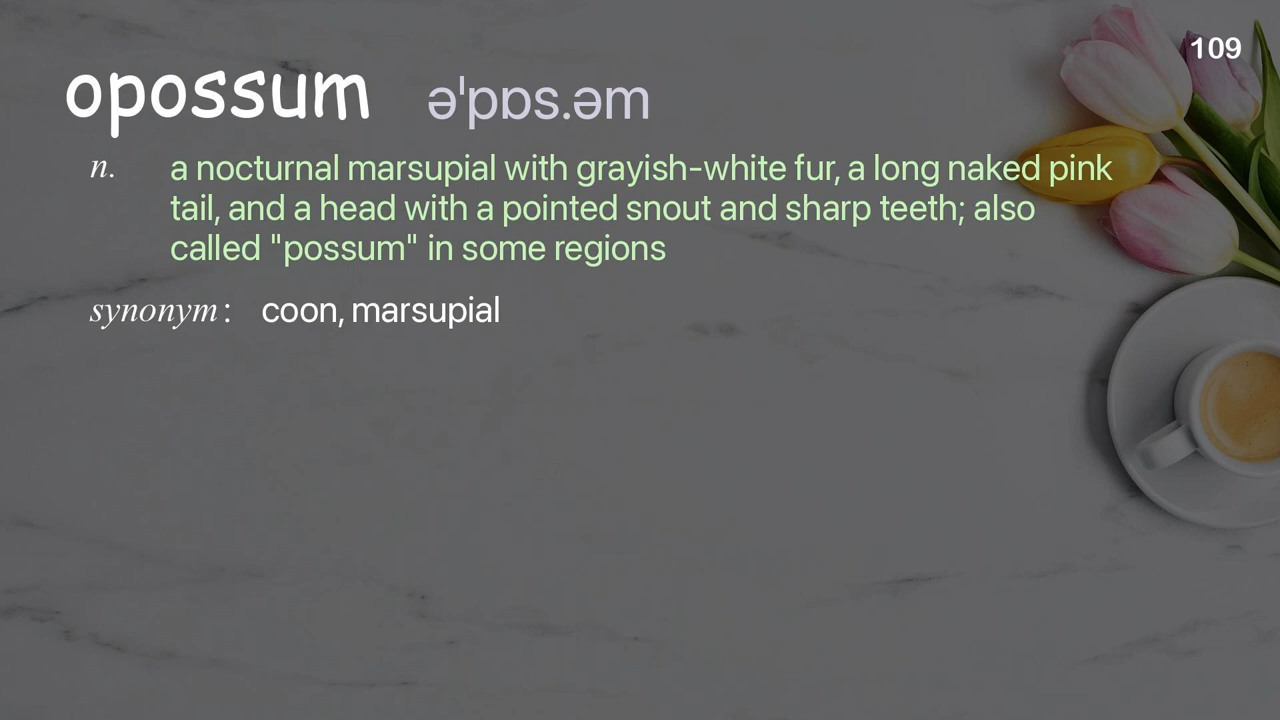 109
opossum əˈpɒs.əm
n. a nocturnal marsupial with grayish-white fur, a long naked pink
tail, and a head with a pointed snout and sharp teeth; also
called "possum" in some regions
synonym: coon, marsupial